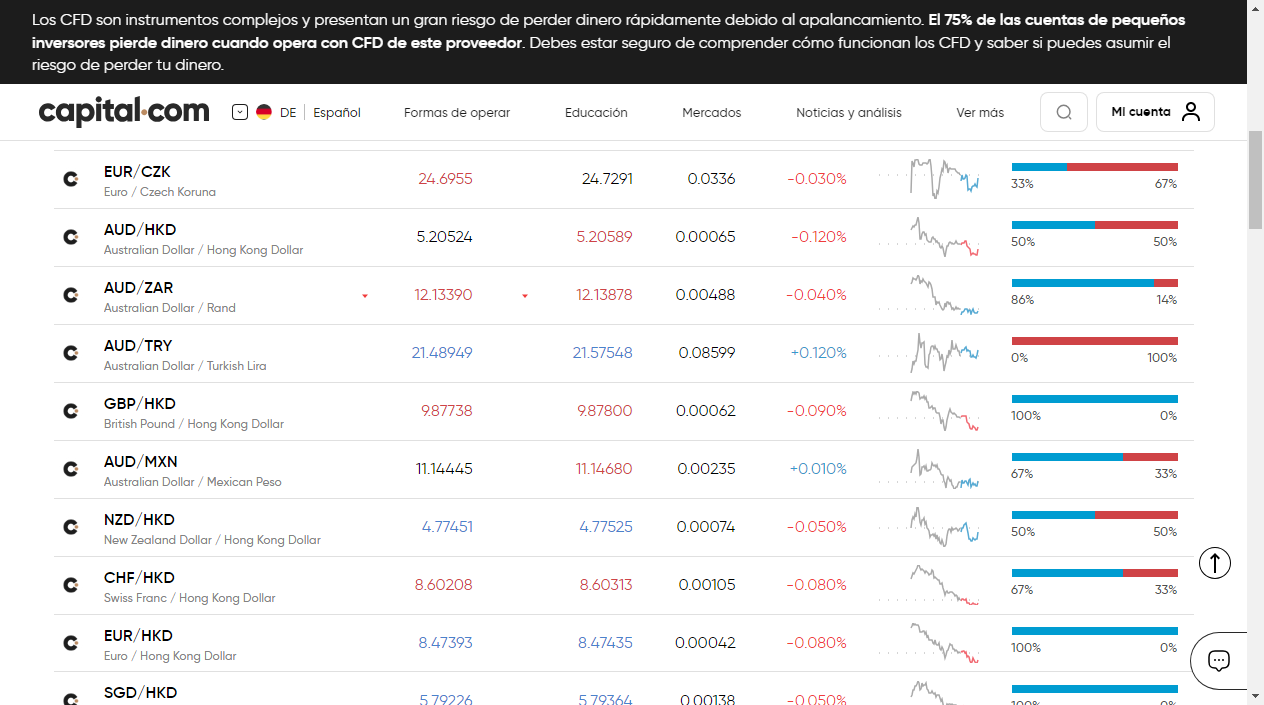 Los CFD son instrumentos complejos y presentan un gran riesgo de perder dinero rápidamente debido al apalancamiento. El 75% de las cuentas de pequeños
inversores pierde dinero cuando opera con CFD de este proveedor. Debes estar seguro de comprender cómo funcionan los CFD y saber si puedes asumir el
riesgo de perder tu dinero.
capital.com DE Español Formas de operar Educación Mercados Noticias y análisis Ver más Mi cuenta
EUR/CZK 24.6955 24.7291 0.0336 -0.030%
Euro / Czech Koruna 33% 67%
AUD/HKD 5.20524 5.20589 0.00065 -0.120%
Australian Dollar / Hong Kong Dollar 50% 50%
AUD/ZAR 12.13390 12.13878 0.00488 -0.040%
Australian Dollar / Rand 86% 14%
AUD/TRY 21.48949 21.57548 0.08599 +0.120%
Australian Dollar / Turkish Lira 0% 100%
GBP/HKD 9.87738 9.87800 0.00062 -0.090%
British Pound / Hong Kong Dollar 100% 0%
AUD/MXN 11.14445 11.14680 0.00235 +0.010%
Australian Dollar / Mexican Peso 67% 33%
NZD/HKD 4.77451 4.77525 0.00074 -0.050%
New Zealand Dollar / Hong Kong Dollar 50% 50%
CHF/HKD 8.60208 8.60313 0.00105 -0.080%
Swiss Franc / Hong Kong Dollar 67% 33%
EUR/HKD 8.47393 8.47435 0.00042 -0.080%
Euro / Hong Kong Dollar 100% 0%
SGD/HKD 5.79226 5.79364 0.00138 -0.050%
100% 0%